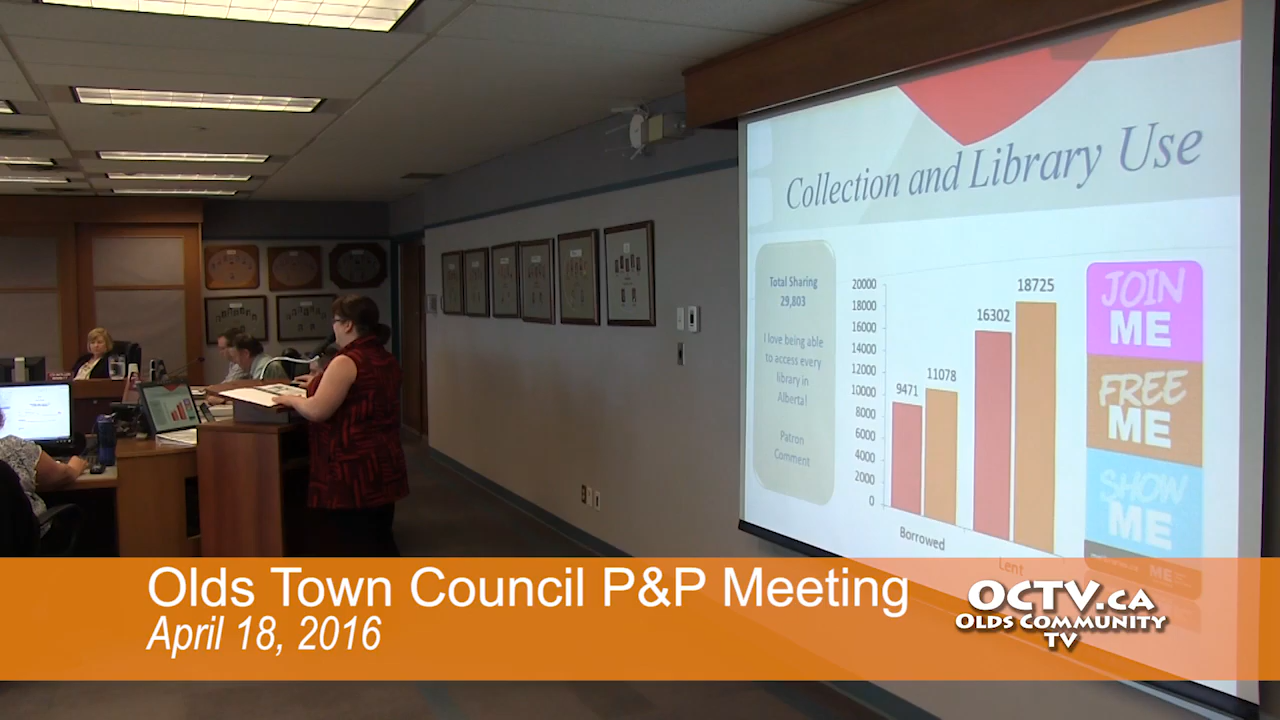 Collection and Library Use
Total Sharing
29,803
I love being able
to access every
library in
Alberta!
Patron
Comment
20000
18000
16000
14000
12000
10000
8000
6000
4000
2000
0
9471
11078
16302
18725
Borrowed
Lent
JOIN
ME
FREE
ME
SHOW
ME
ME
Olds Town Council P&P Meeting
April 18, 2016
OCTV.CA
OLDS COMMUNITY
TV